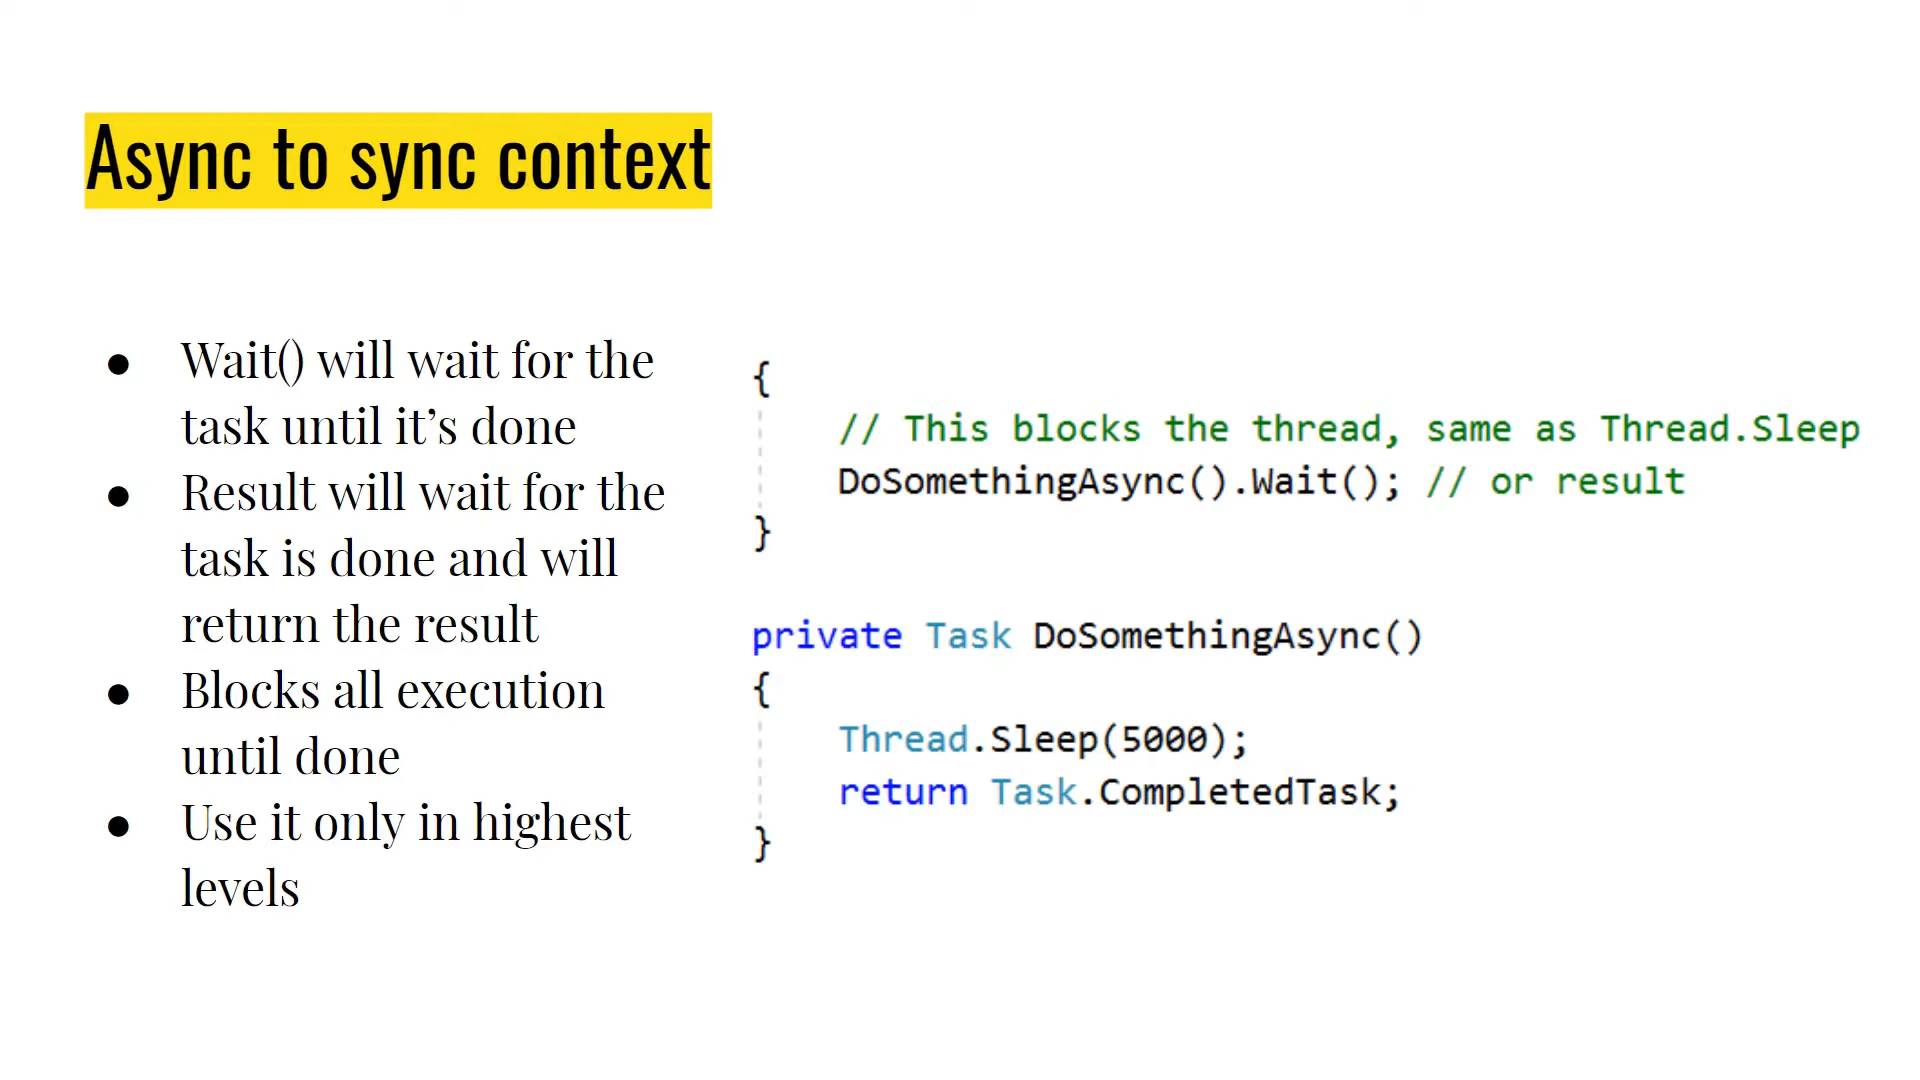 Async to sync context
● Wait() will wait for the
task until it’s done
● Result will wait for the
task is done and will
return the result
● Blocks all execution
until done
● Use it only in highest
levels
{
// This blocks the thread, same as Thread.Sleep
DoSomethingAsync().Wait(); // or result
}
private Task DoSomethingAsync()
{
Thread.Sleep(5000);
return Task.CompletedTask;
}